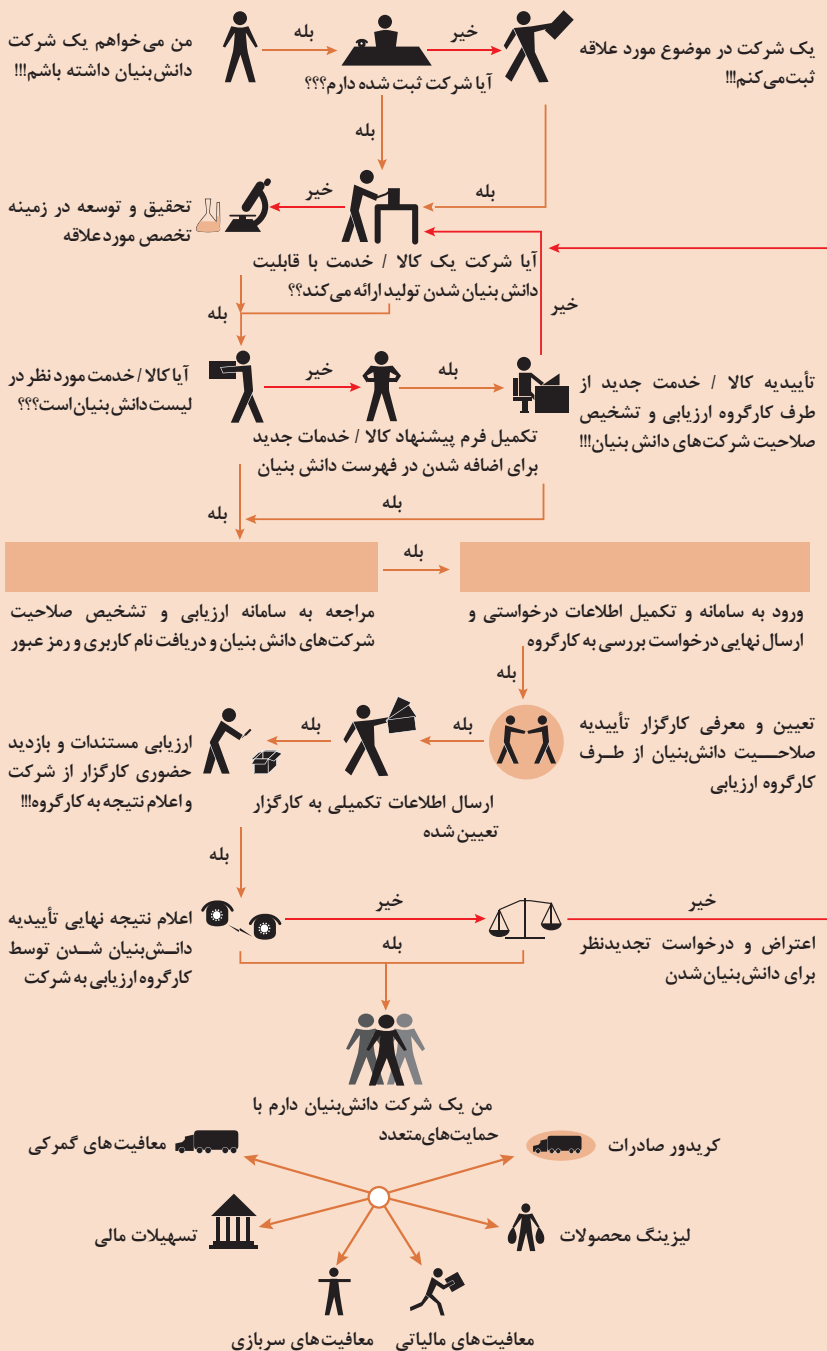 من می‌خواهم یک شرکت
دانش‌بنیان داشته باشم!!!
بله
آیا شرکت ثبت شده دارم؟؟؟
خیر
یک شرکت در موضوع مورد علاقه
ثبت‌می‌کنم!!!
بله
بله
خیر
تحقیق و توسعه در زمینه
تخصص مورد علاقه
آیا شرکت یک کالا / خدمت با قابلیت
دانش بنیان شدن تولید ارائه می‌کند؟؟
خیر
بله
آیا کالا / خدمت مورد نظر در
لیست دانش بنیان است؟؟؟
خیر
تکمیل فرم پیشنهاد کالا / خدمات جدید
برای اضافه شدن در فهرست دانش بنیان
بله
تأییدیه کالا / خدمت جدید از
طرف کارگروه ارزیابی و تشخیص
صلاحیت شرکت‌های دانش بنیان!!!
بله
بله
بله
مراجعه به سامانه ارزیابی و تشخیص صلاحیت
شرکت‌های دانش بنیان و دریافت نام کاربری و رمز عبور
ورود به سامانه و تکمیل اطلاعات درخواستی و
ارسال نهایی درخواست بررسی به کارگروه
بله
تعیین و معرفی کارگزار تأییدیه
صلاحـــیت دانش‌بنیان از طــرف
کارگروه ارزیابی
بله
ارسال اطلاعات تکمیلی به کارگزار
تعیین شده
بله
ارزیابی مستندات و بازدید
حضوری کارگزار از شرکت
و اعلام نتیجه به کارگروه!!!
بله
اعلام نتیجه نهایی تأییدیه
دانــش‌بنیان شــدن توسط
کارگروه ارزیابی به شرکت
خیر
بله
خیر
اعتراض و درخواست تجدیدنظر
برای دانش‌بنیان‌شدن
من یک شرکت دانش‌بنیان دارم با
حمایت‌های‌متعدد
کریدور صادرات
معافیت‌های گمرکی
لیزینگ محصولات
تسهیلات مالی
معافیت‌های مالیاتی
معافیت‌های سربازی